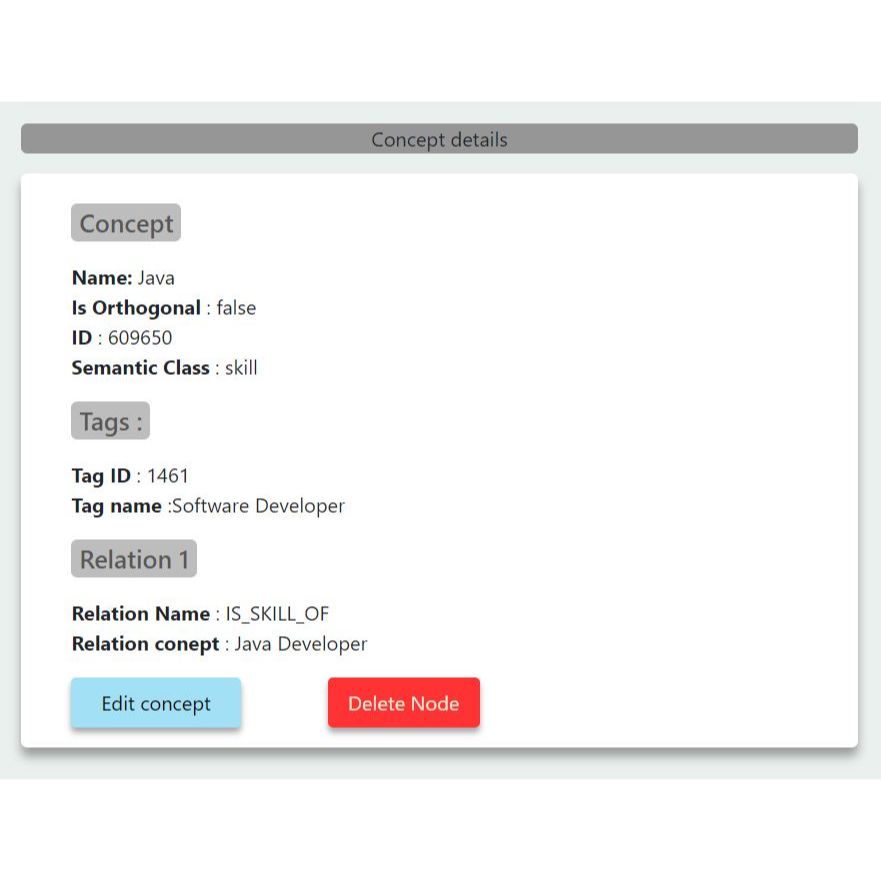 Concept details
Concept
Name: Java
Is Orthogonal : false
ID : 609650
Semantic Class : skill
Tags :
Tag ID : 1461
Tag name :Software Developer
Relation 1
Relation Name : IS_SKILL_OF
Relation conept : Java Developer
Edit concept
Delete Node